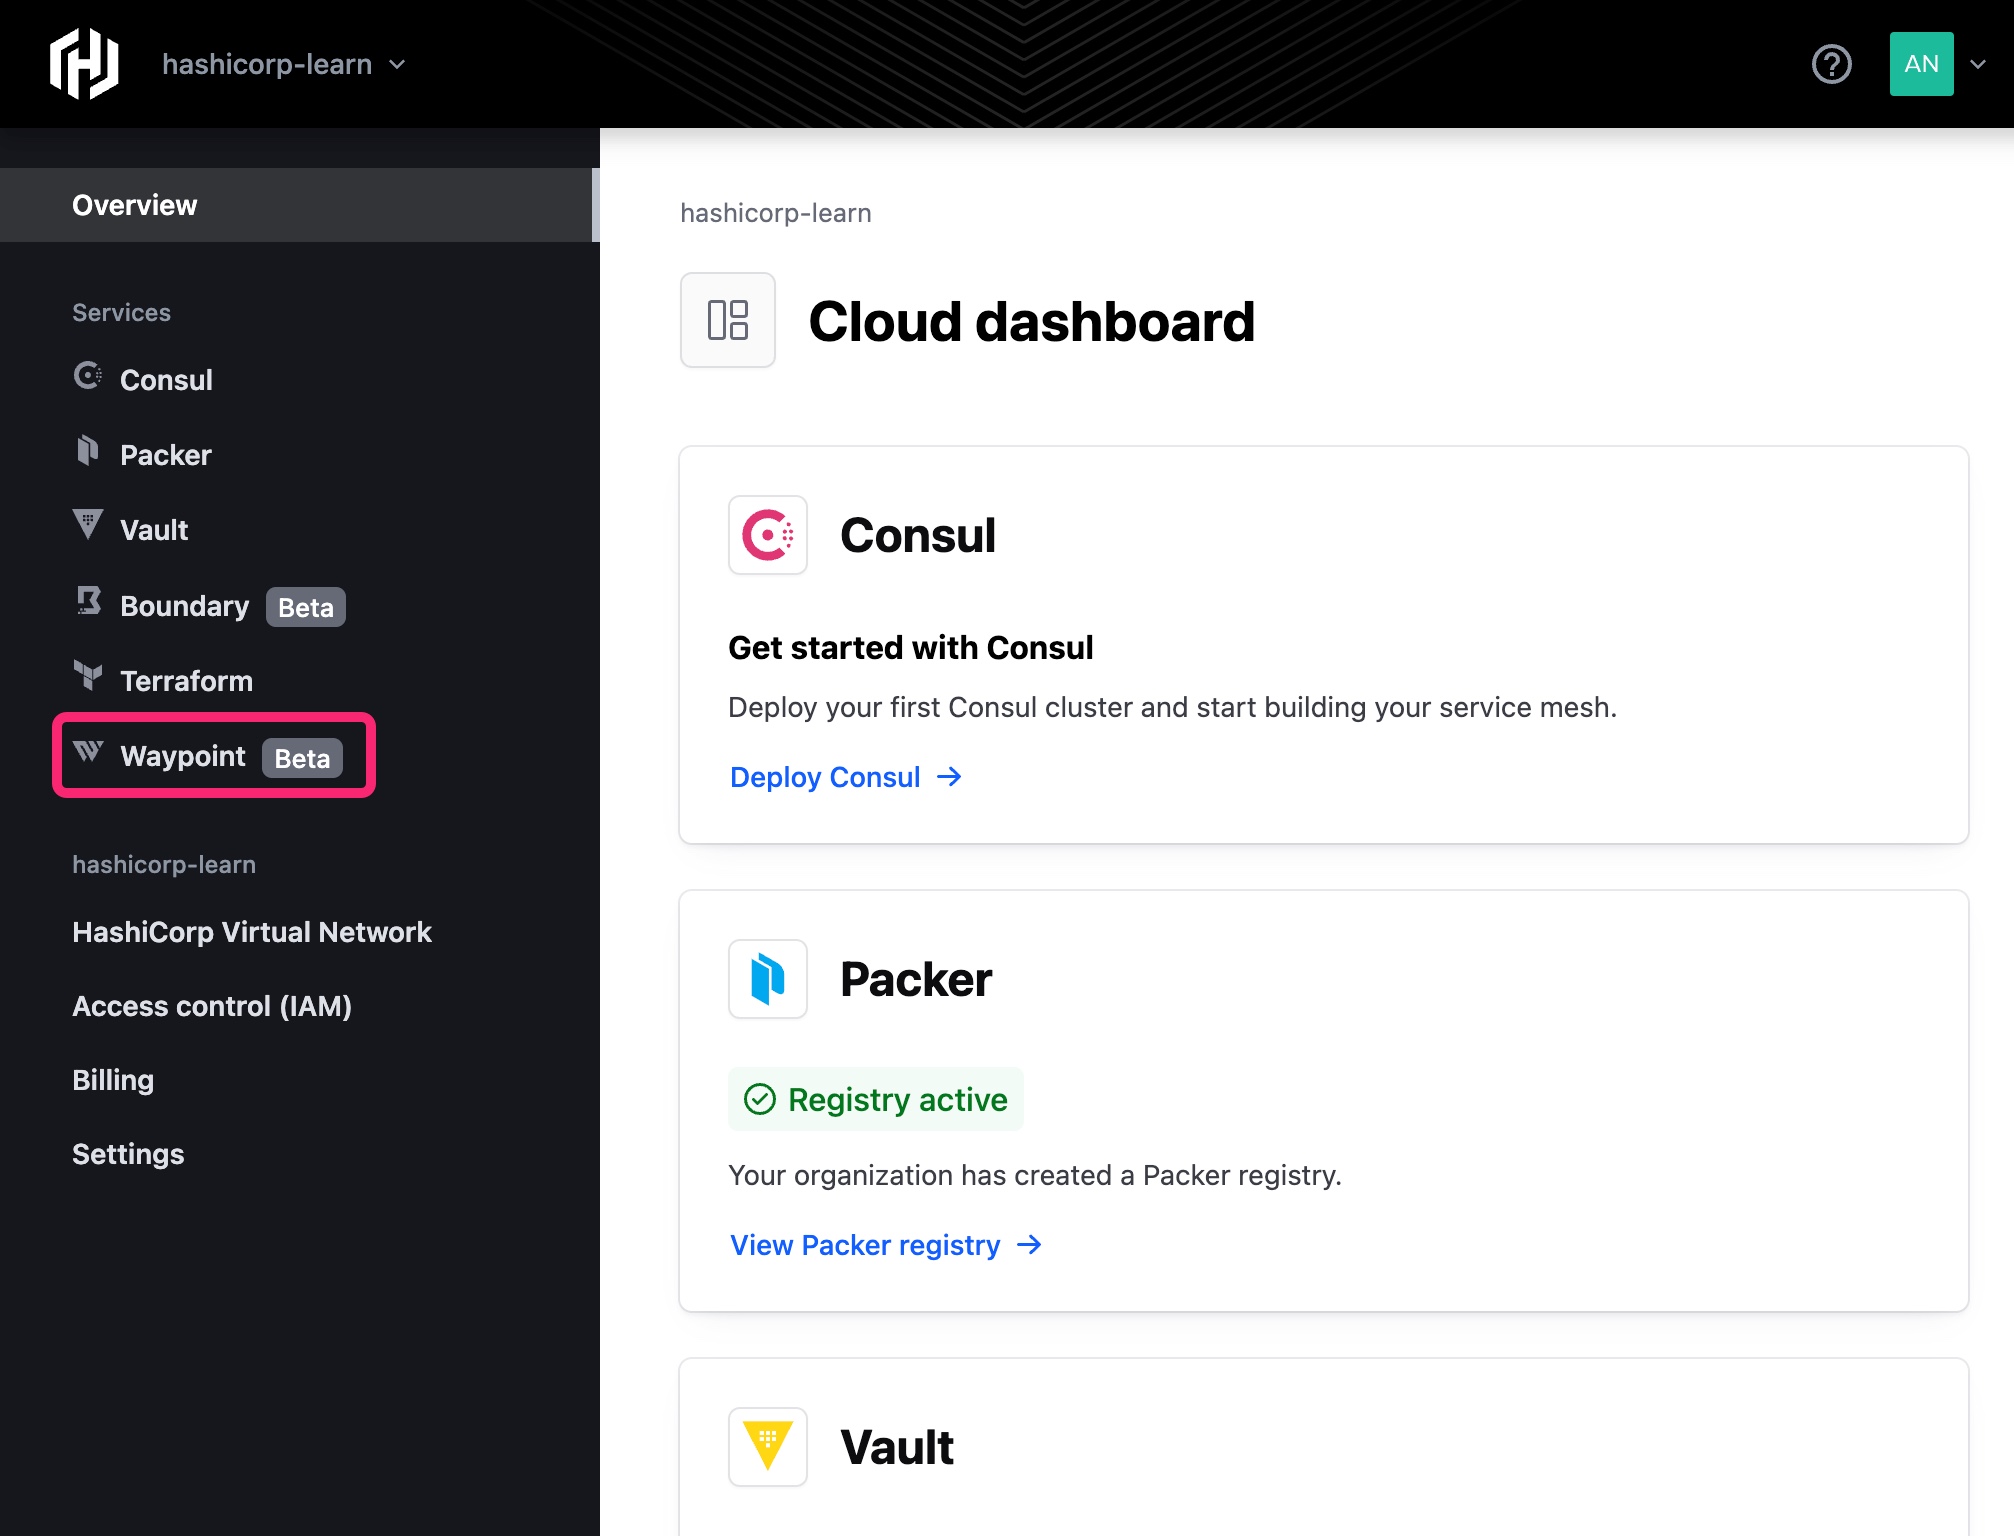 hashicorp-learn
AN
Overview
Services
Consul
Packer
Vault
Boundary Beta
Terraform
Waypoint Beta
hashicorp-learn
HashiCorp Virtual Network
Access control (IAM)
Billing
Settings
hashicorp-learn
Cloud dashboard
Consul
Get started with Consul
Deploy your first Consul cluster and start building your service mesh.
Deploy Consul →
Packer
Registry active
Your organization has created a Packer registry.
View Packer registry →
Vault